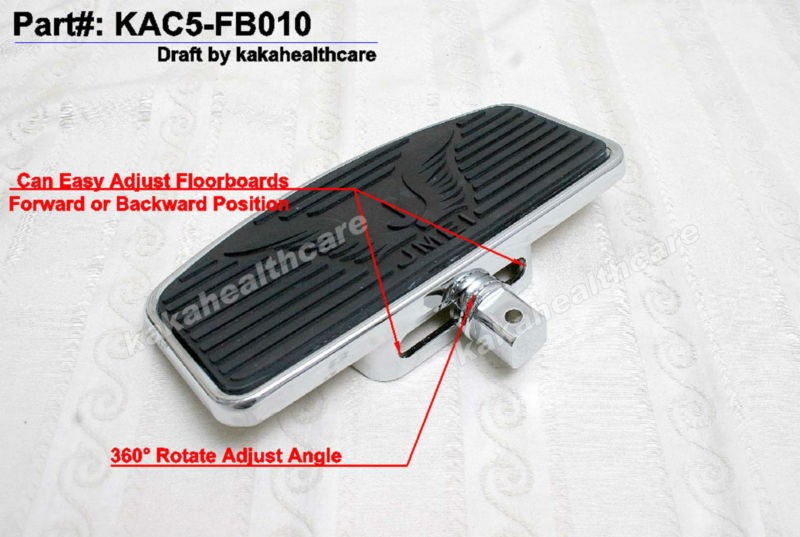 Part#: KAC5-FB010
Draft by kakahealthcare
Can Easy Adjust Floorboards
Forward or Backward Position
kakahealthcare
kakahealthcare
360° Rotate Adjust Angle